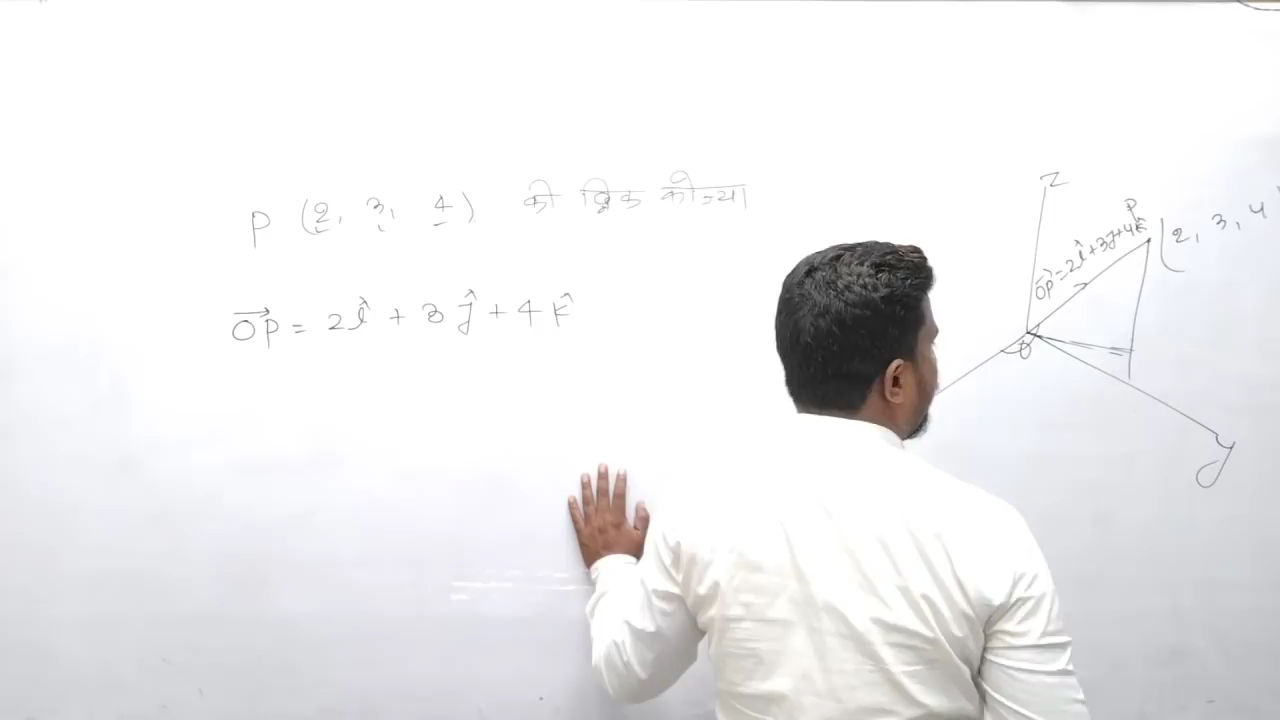 P (2, 3, 4) की
OP⃗ = 2î + 3ĵ + 4k̂
Z
P
(2, 3, 4
OP⃗ = 2î+3ĵ+4k̂
O
y